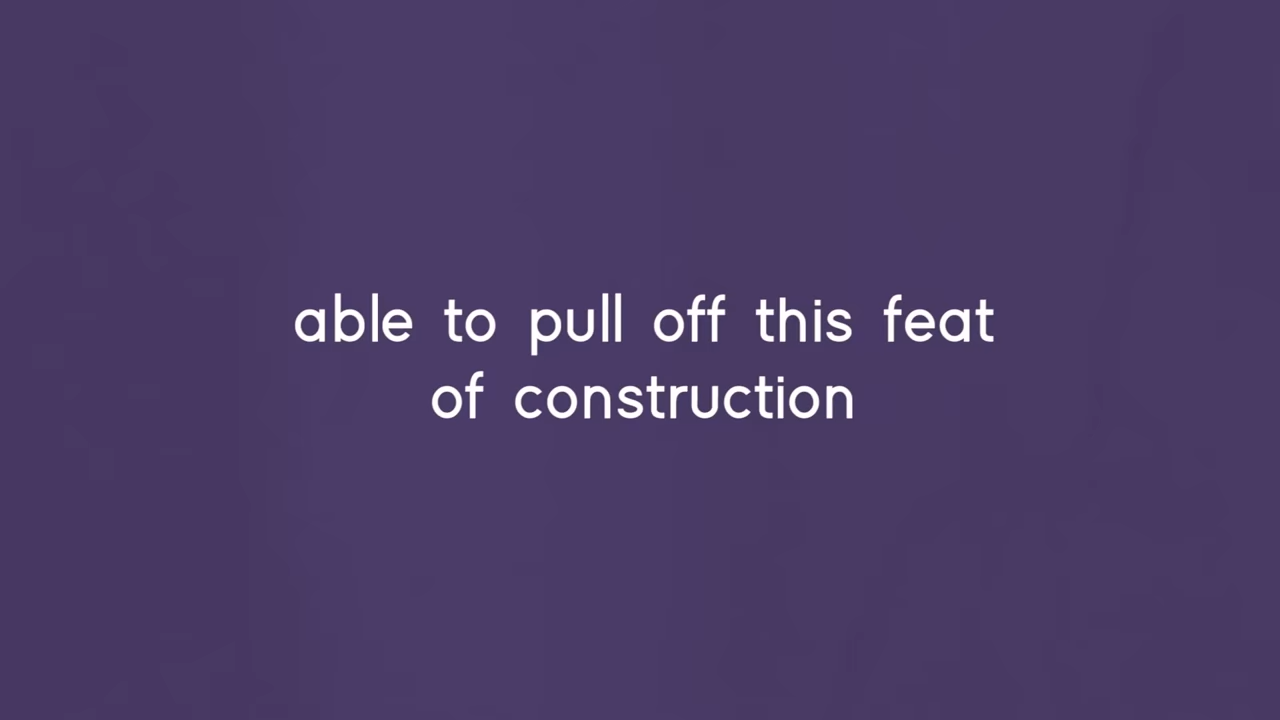 able to pull off this feat
of construction